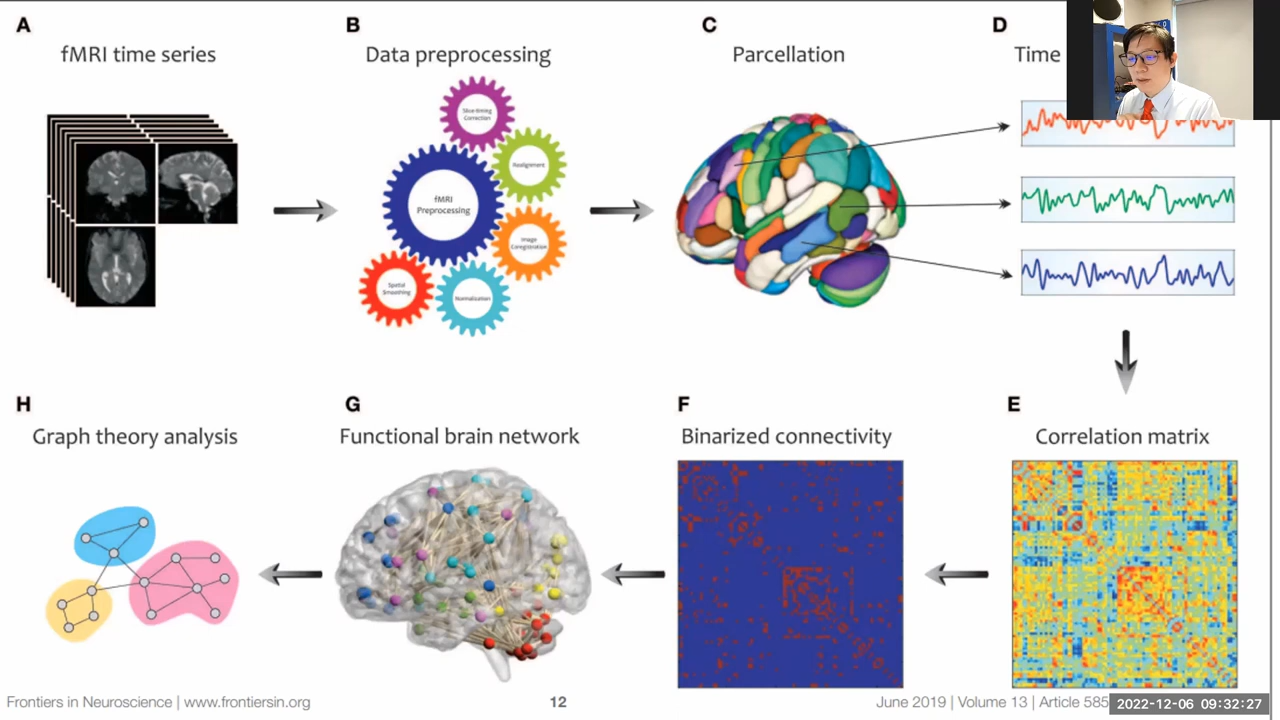 A
fMRI time series
B
Data preprocessing
C
Parcellation
D
Time
Slice-timing
Correction
Realignment
fMRI
Preprocessing
Image
Coregistration
Spatial
Smoothing
Normalization
H
Graph theory analysis
G
Functional brain network
F
Binarized connectivity
E
Correlation matrix
Frontiers in Neuroscience | www.frontiersin.org
12
June 2019 | Volume 13 | Article 585
2022-12-06 09:32:27